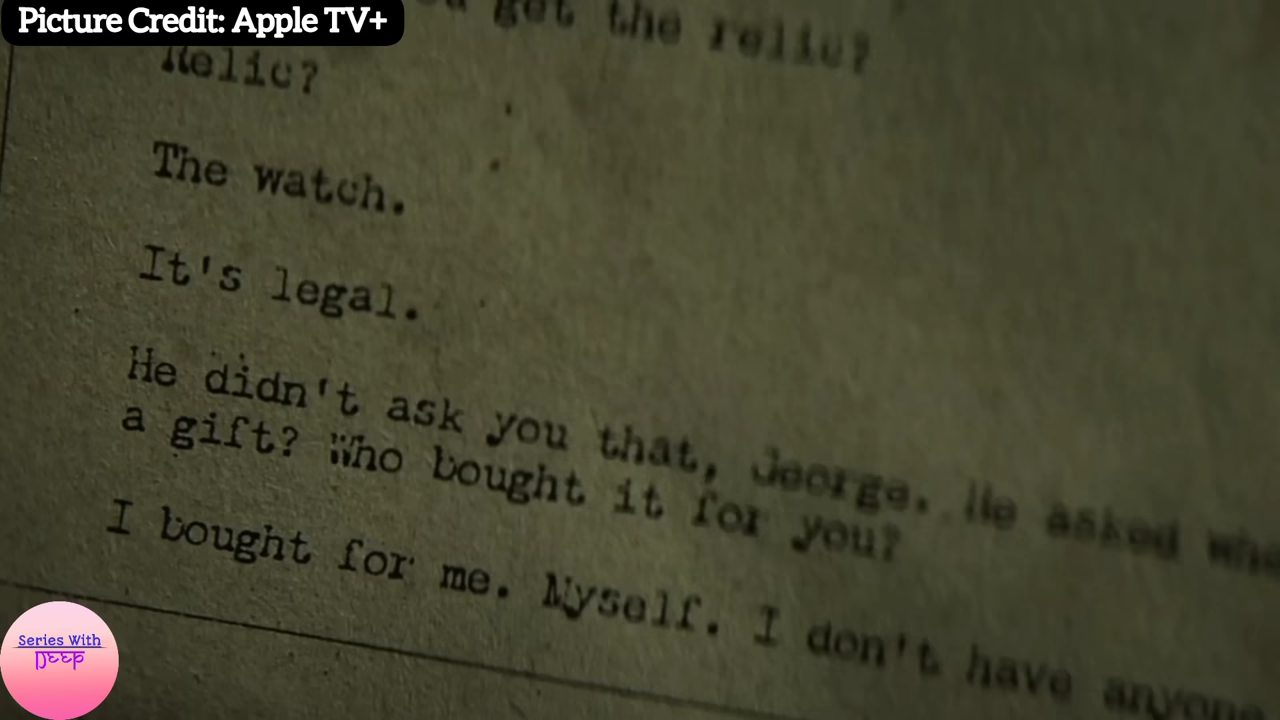 Picture Credit: Apple TV+
get the relic?
Relic?
The watch.
It's legal.
He didn't ask you that, George. He asked
a gift? Who bought it for you?
I bought for me. Myself. I don't have anyone
Series With
Deep